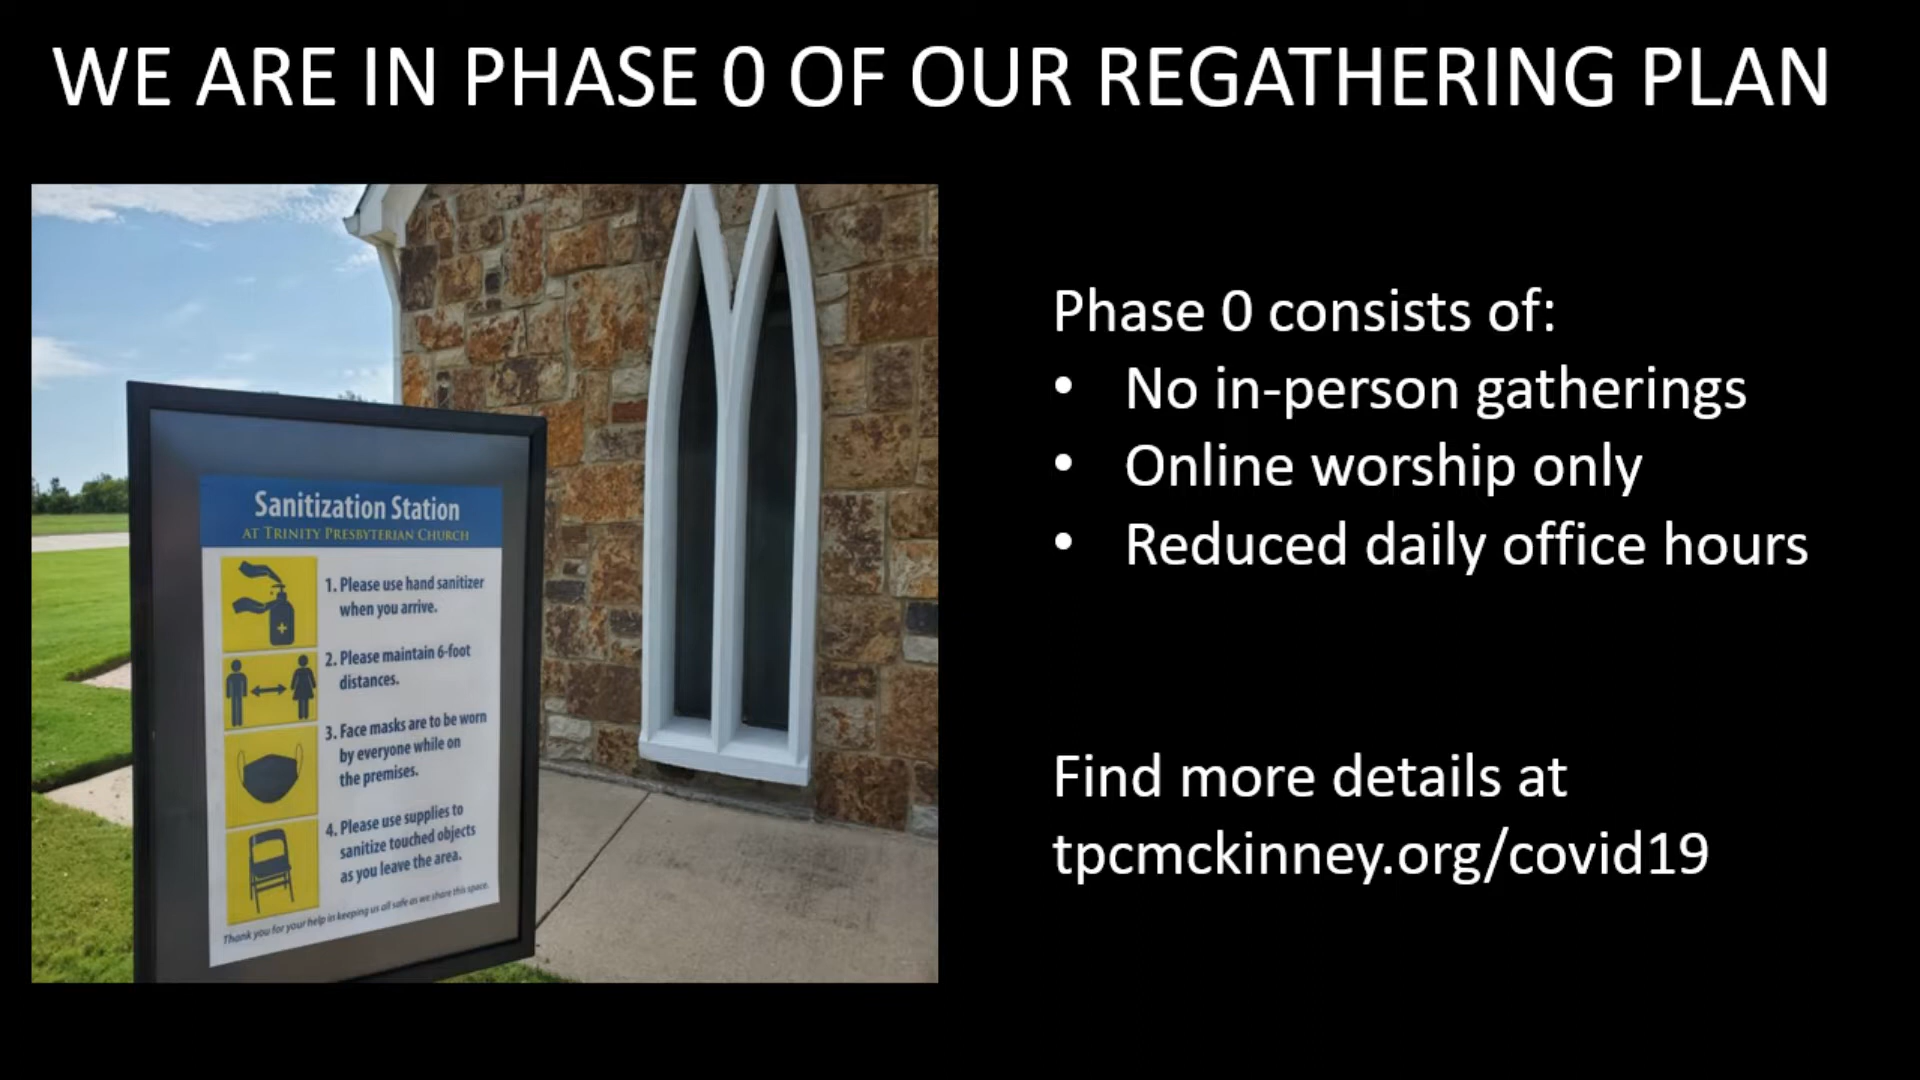 WE ARE IN PHASE 0 OF OUR REGATHERING PLAN
Sanitization Station
AT TRINITY PRESBYTERIAN CHURCH
1. Please use hand sanitizer
when you arrive.
2. Please maintain 6-foot
distances.
3. Face masks are to be worn
by everyone while on
the premises.
4. Please use supplies to
sanitize touched objects
as you leave the area.
Thank you for your help in keeping us all safe as we share this space.
Phase 0 consists of:
• No in-person gatherings
• Online worship only
• Reduced daily office hours
Find more details at
tpcmckinney.org/covid19